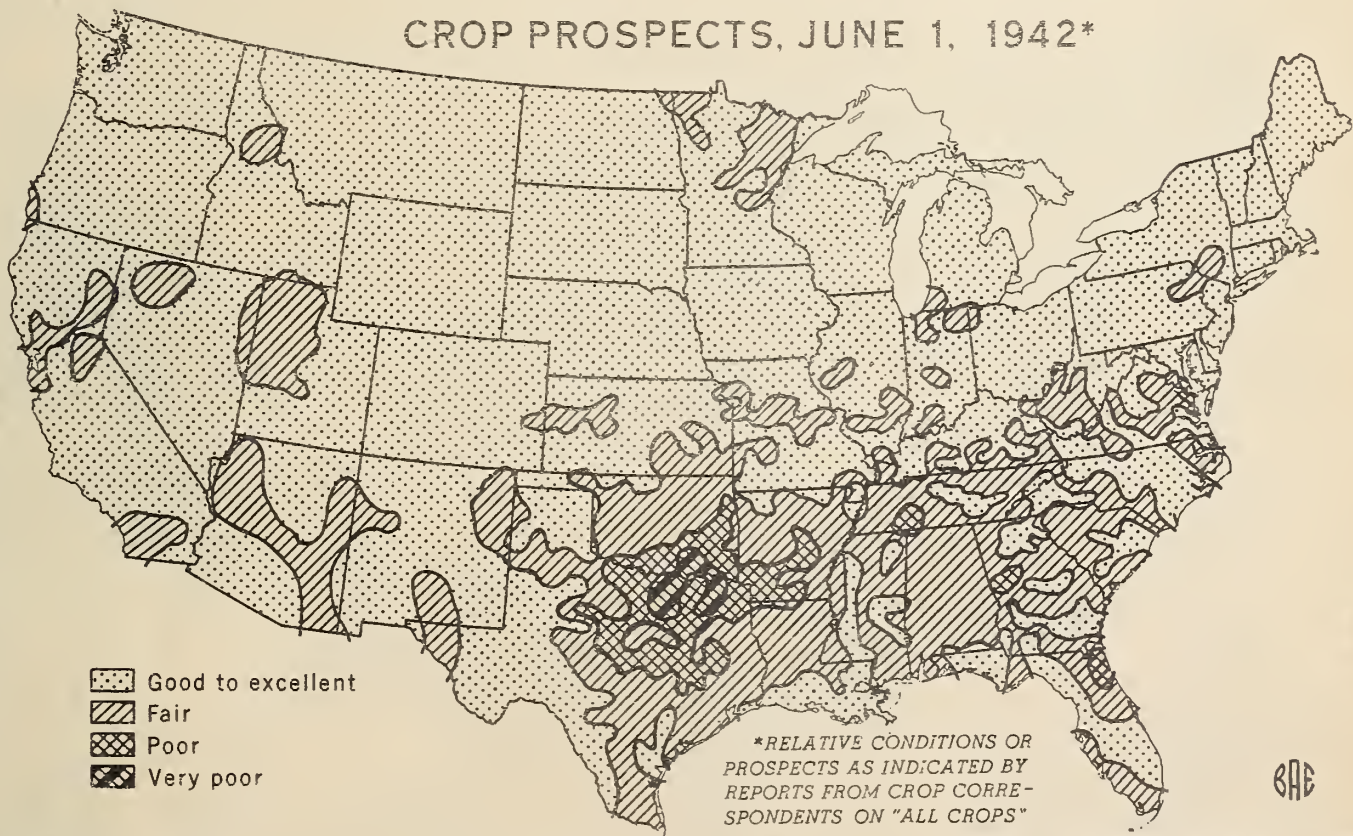 CROP PROSPECTS, JUNE 1, 1942*
Good to excellent
Fair
Poor
Very poor
*RELATIVE CONDITIONS OR
PROSPECTS AS INDICATED BY
REPORTS FROM CROP CORRE-
SPONDENTS ON "ALL CROPS"
BAE